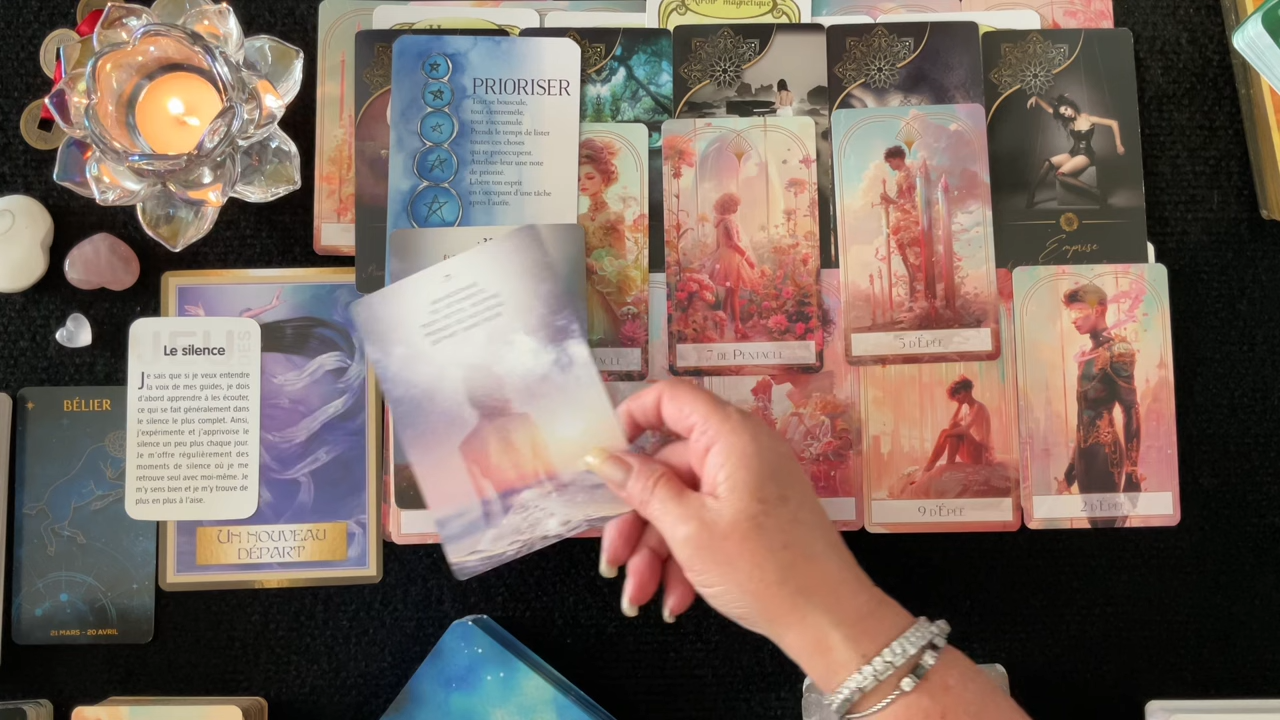 Miroir magnétique
PRIORISER
Tout se bouscule,
tout s'entremêle,
tout s'accumule.
Prends le temps de lister
toutes ces choses
qui te préoccupent.
Attribue-leur une note
de priorité.
Libère ton esprit
en t'occupant d'une tâche
après l'autre.
Emprise
7 DE PENTACLE
5 D'ÉPÉE
9 D'ÉPÉE
2 D'ÉPÉE
Le silence
Je sais que si je veux entendre
la voix de mes guides, je dois
d'abord apprendre à les écouter,
ce qui se fait généralement dans
le silence le plus complet. Ainsi,
j'expérimente et j'apprivoise le
silence un peu plus chaque jour.
Je m'offre régulièrement des
moments de silence où je me
retrouve seul avec moi-même. Je
m'y sens bien et je m'y trouve de
plus en plus à l'aise.
BÉLIER
21 MARS - 20 AVRIL
UN NOUVEAU
DÉPART